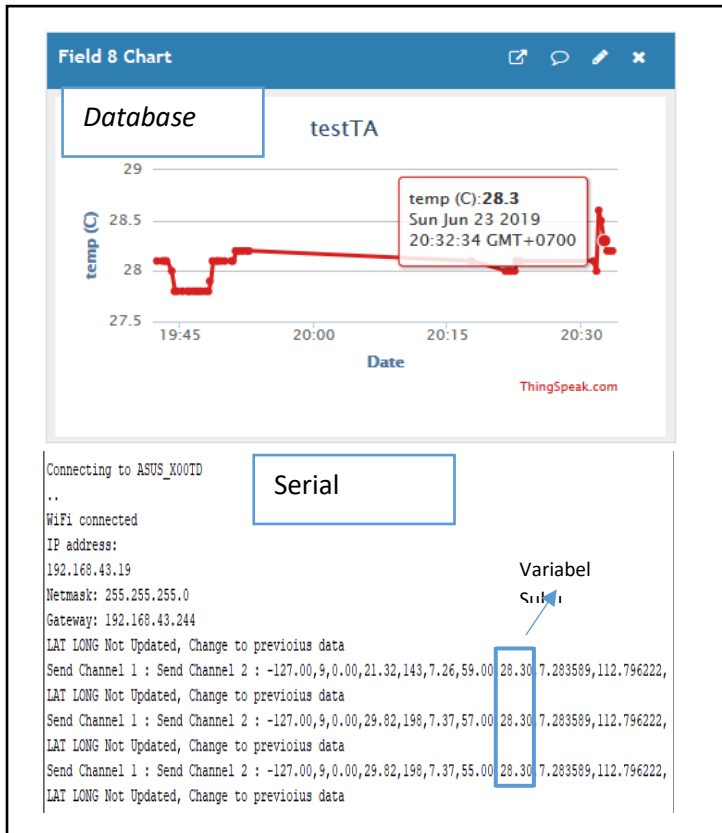 Field 8 Chart
Database
testTA
29
28.5
28
27.5
temp (C)
temp (C):28.3
Sun Jun 23 2019
20:32:34 GMT+0700
19:45 20:00 20:15 20:30
Date
ThingSpeak.com
Serial
Connecting to ASUS_X00TD
..
WiFi connected
IP address:
192.168.43.19
Netmask: 255.255.255.0
Gateway: 192.168.43.244
Variabel
LAT LONG Not Updated, Change to previoius data
Send Channel 1 : Send Channel 2 : -127.00,9,0.00,21.32,143,7.26,59.00,28.30,7.283589,112.796222,
LAT LONG Not Updated, Change to previoius data
Send Channel 1 : Send Channel 2 : -127.00,9,0.00,29.82,198,7.37,57.00,28.30,7.283589,112.796222,
LAT LONG Not Updated, Change to previoius data
Send Channel 1 : Send Channel 2 : -127.00,9,0.00,29.82,198,7.37,55.00,28.30,7.283589,112.796222,
LAT LONG Not Updated, Change to previoius data